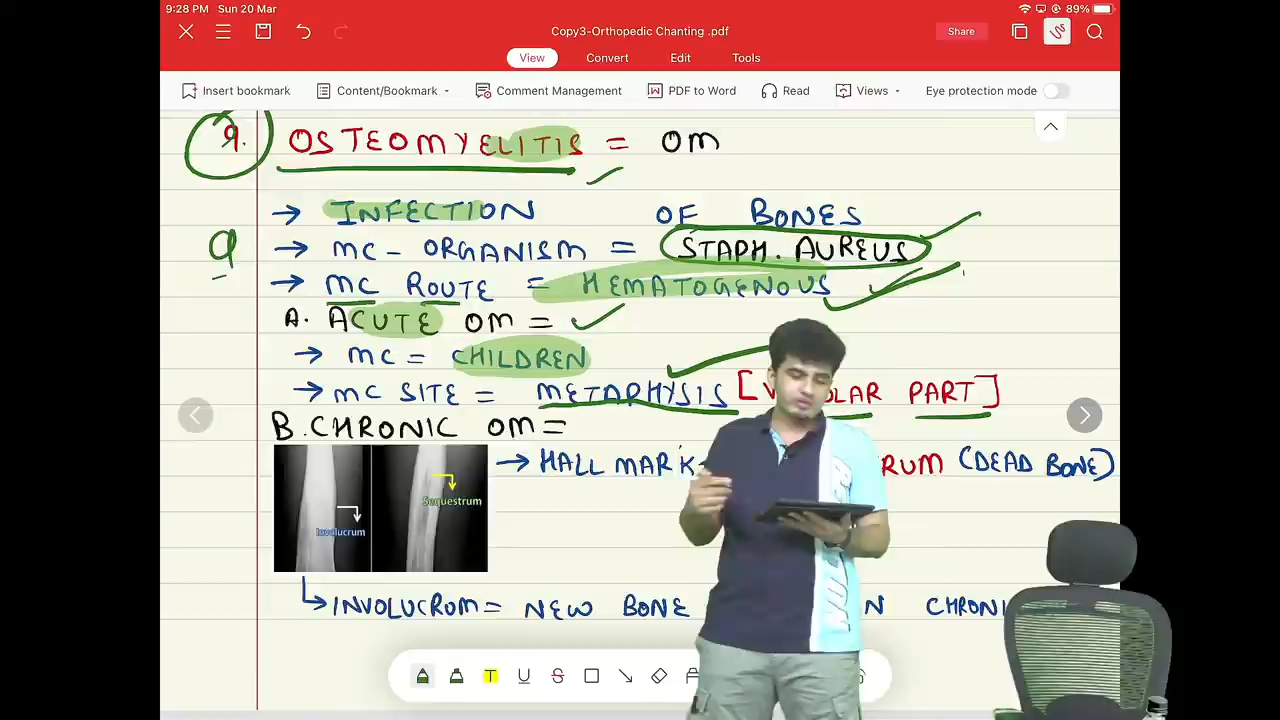 9:28 PM Sun 20 Mar
89%
Copy3-Orthopedic Chanting .pdf
Share
View Convert Edit Tools
Insert bookmark Content/Bookmark Comment Management PDF to Word Read Views Eye protection mode
9. OSTEOMYELITIS = OM
→ INFECTION OF BONES
Q → MC - ORGANISM = STAPH. AUREUS
→ MC ROUTE = HEMATOGENOUS
A. ACUTE OM =
→ MC = CHILDREN
→ MC SITE = METAPHYSIS [V LAR PART]
B. CHRONIC OM =
→ HALL MARK RUM (DEAD BONE)
Sequestrum
Involucrum
INVOLUCROM = NEW BONE N CHRONI
T U S